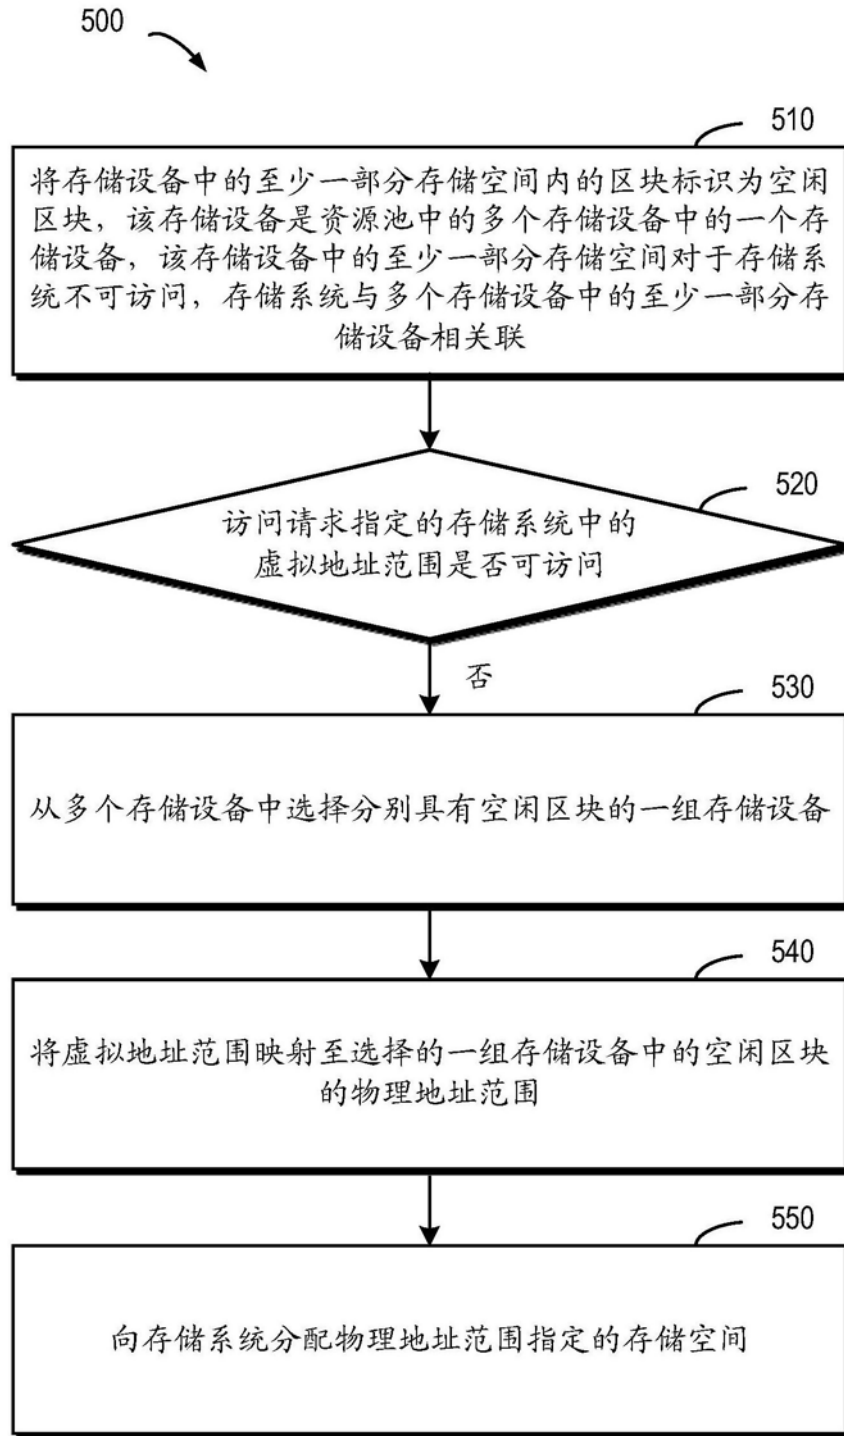 500
510
将存储设备中的至少一部分存储空间内的区块标识为空闲
区块，该存储设备是资源池中的多个存储设备中的一个存
储设备，该存储设备中的至少一部分存储空间对于存储系
统不可访问，存储系统与多个存储设备中的至少一部分存
储设备相关联
520
访问请求指定的存储系统中的
虚拟地址范围是否可访问
否
530
从多个存储设备中选择分别具有空闲区块的一组存储设备
540
将虚拟地址范围映射至选择的一组存储设备中的空闲区块
的物理地址范围
550
向存储系统分配物理地址范围指定的存储空间